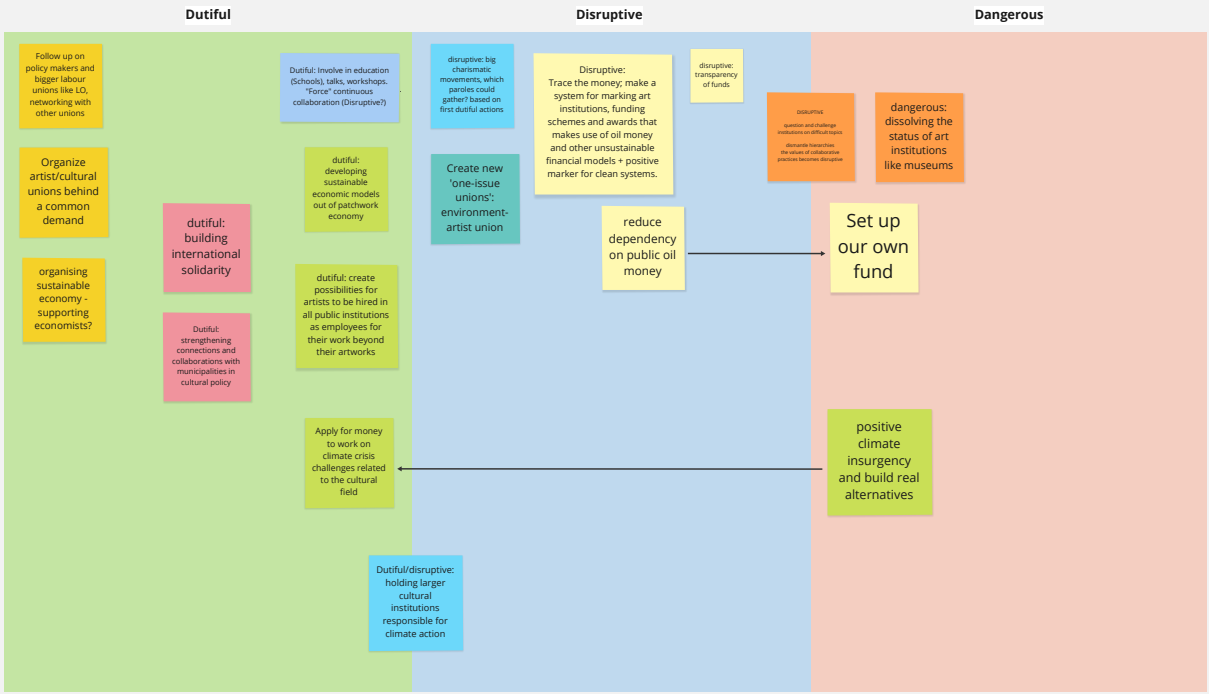 Dutiful
Disruptive
Dangerous
Follow up on
policy makers and
bigger labour
unions like LO,
networking with
other unions
Organize
artist/cultural
unions behind
a common
demand
organising
sustainable
economy -
supporting
economists?
dutiful:
building
international
solidarity
Dutiful:
strengthening
connections and
collaborations with
municipalities in
cultural policy
Dutiful: Involve in education
(Schools), talks, workshops.
"Force" continuous
collaboration (Disruptive?)
dutiful:
developing
sustainable
economic models
out of patchwork
economy
dutiful: create
possibilities for
artists to be hired in
all public institutions
as employees for
their work beyond
their artworks
Apply for money
to work on
climate crisis
challenges related
to the cultural
field
Dutiful/disruptive:
holding larger
cultural
institutions
responsible for
climate action
disruptive: big
charismatic
movements, which
paroles could
gather? based on
first dutiful actions
Create new
'one-issue
unions':
environment-
artist union
Disruptive:
Trace the money; make a
system for marking art
institutions, funding
schemes and awards that
makes use of oil money
and other unsustainable
financial models + positive
marker for clean systems.
reduce
dependency
on public oil
money
disruptive:
transparency
of funds
DISRUPTIVE
question and challenge
institutions on difficult topics
dismantle hierarchies
the values of collaborative
practices becomes disruptive
dangerous:
dissolving the
status of art
institutions
like museums
Set up
our own
fund
positive
climate
insurgency
and build real
alternatives